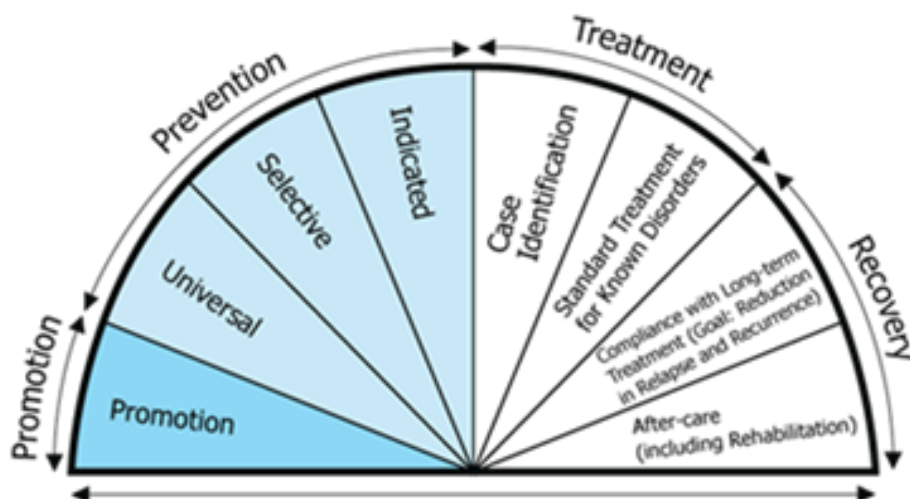 Promotion
Prevention
Treatment
Recovery
Promotion
Universal
Selective
Indicated
Case
Identification
Standard Treatment
for Known Disorders
Compliance with Long-term
Treatment (Goal: Reduction
in Relapse and Recurrence)
After-care
(including Rehabilitation)